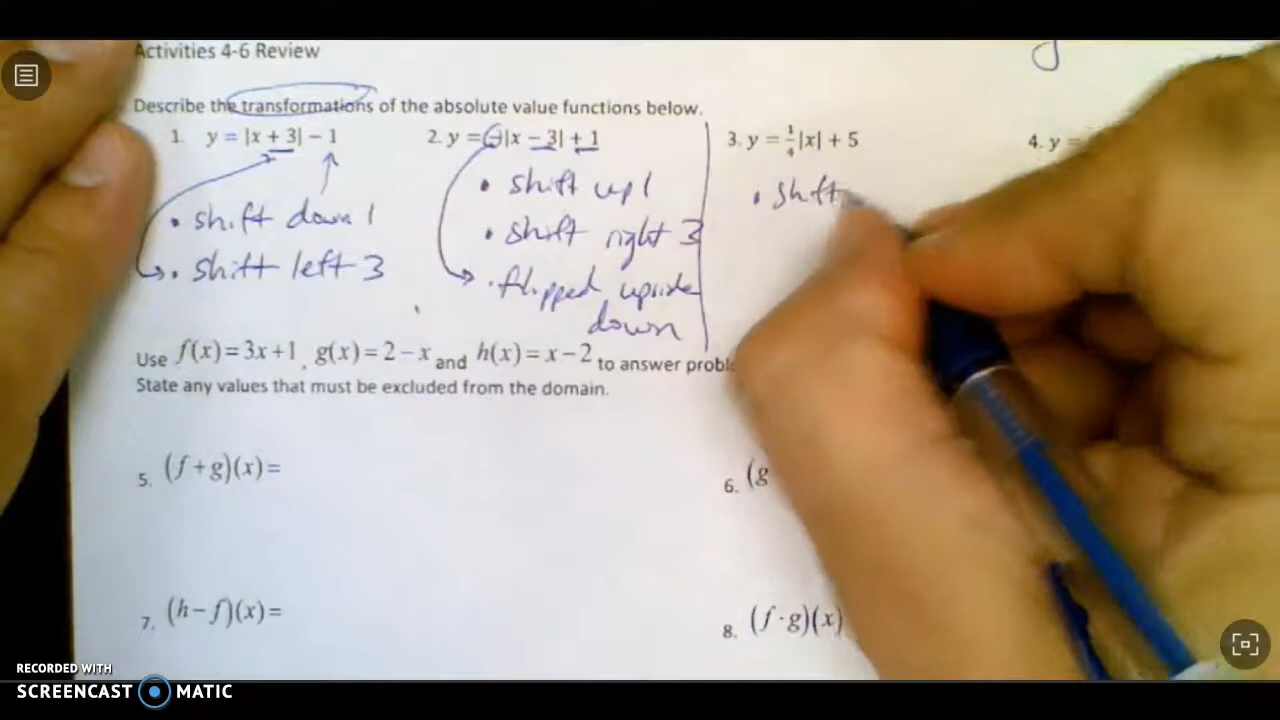 Activities 4-6 Review
Describe the transformations of the absolute value functions below.
1. y = |x + 3| − 1
2. y = −|x − 3| + 1
3. y = 1/4|x| + 5
4. y =
• shift down 1
• shift left 3
• shift up 1
• shift right 3
• flipped upside down
• shift
Use f(x)=3x+1, g(x)=2−x and h(x)=x−2 to answer probl
State any values that must be excluded from the domain.
5. (f+g)(x)=
6. (g
7. (h−f)(x)=
8. (f·g)(x)
RECORDED WITH
SCREENCAST MATIC